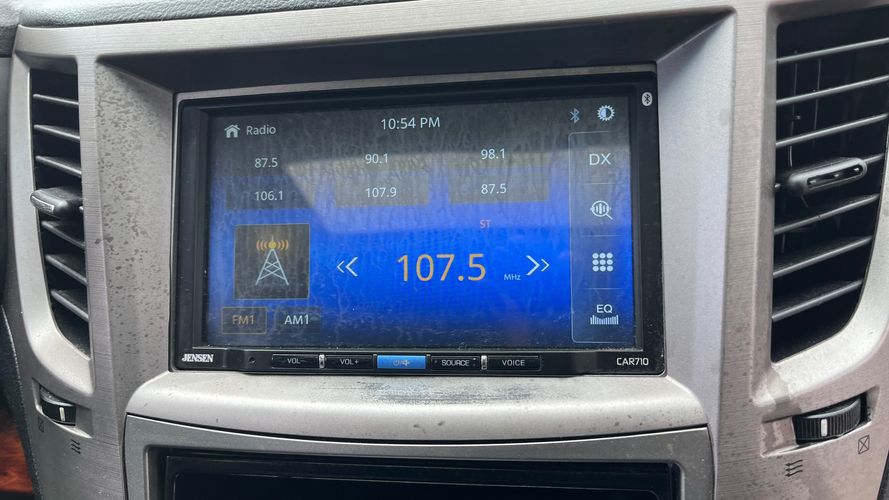 Radio
10:54 PM
87.5
90.1
98.1
DX
106.1
107.9
87.5
ST
107.5
MHz
EQ
FM1
AM1
JENSEN
VOL-
VOL+
SOURCE
VOICE
CAR710